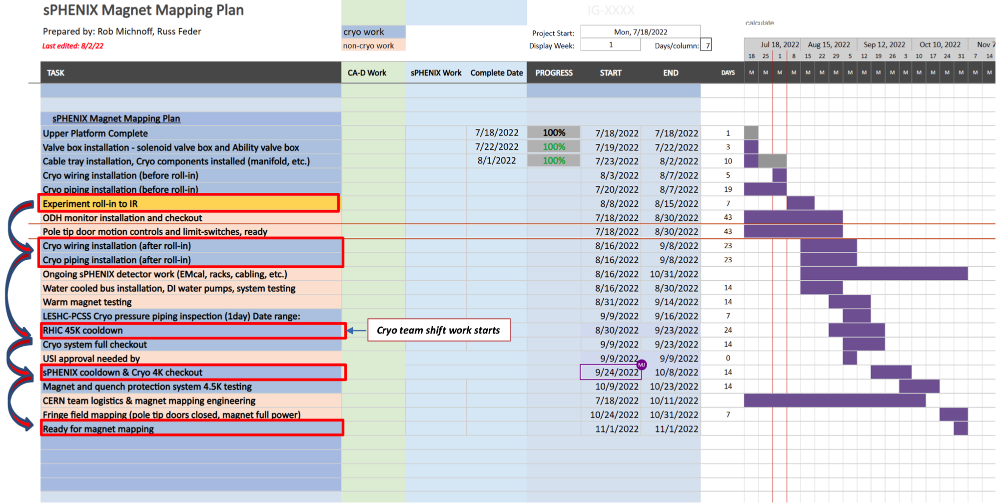 sPHENIX Magnet Mapping Plan
IG-XXXX
calculate
Prepared by: Rob Michnoff, Russ Feder
cryo work
Project Start: Mon, 7/18/2022
Last edited: 8/2/22
non-cryo work
Display Week: 1 Days/column: 7
Jul 18, 2022 Aug 15, 2022 Sep 12, 2022 Oct 10, 2022 Nov 7
18 25 1 8 15 22 29 5 12 19 26 3 10 17 24 31 7 14
TASK CA-D Work sPHENIX Work Complete Date PROGRESS START END DAYS M M M M M M M M M M M M M M M M M M
sPHENIX Magnet Mapping Plan
Upper Platform Complete 7/18/2022 100% 7/18/2022 7/18/2022 1
Valve box installation - solenoid valve box and Ability valve box 7/22/2022 100% 7/19/2022 7/22/2022 3
Cable tray installation, Cryo components installed (manifold, etc.) 8/1/2022 100% 7/23/2022 8/2/2022 10
Cryo wiring installation (before roll-in) 8/3/2022 8/7/2022 5
Cryo piping installation (before roll-in) 7/20/2022 8/7/2022 19
Experiment roll-in to IR 8/8/2022 8/15/2022 7
ODH monitor installation and checkout 7/18/2022 8/30/2022 43
Pole tip door motion controls and limit-switches, ready 7/18/2022 8/30/2022 43
Cryo wiring installation (after roll-in) 8/16/2022 9/8/2022 23
Cryo piping installation (after roll-in) 8/16/2022 9/8/2022 23
Ongoing sPHENIX detector work (EMcal, racks, cabling, etc.) 8/16/2022 10/31/2022
Water cooled bus installation, DI water pumps, system testing 8/16/2022 8/30/2022 14
Warm magnet testing 8/31/2022 9/14/2022 14
LESHC-PCSS Cryo pressure piping inspection (1day) Date range: 9/9/2022 9/16/2022 7
RHIC 45K cooldown Cryo team shift work starts 8/30/2022 9/23/2022 24
Cryo system full checkout 9/9/2022 9/23/2022 14
USI approval needed by 9/9/2022 9/9/2022 0
MJ
sPHENIX cooldown & Cryo 4K checkout 9/24/2022 10/8/2022 14
Magnet and quench protection system 4.5K testing 10/9/2022 10/23/2022 14
CERN team logistics & magnet mapping engineering 7/18/2022 10/11/2022
Fringe field mapping (pole tip doors closed, magnet full power) 10/24/2022 10/31/2022 7
Ready for magnet mapping 11/1/2022 11/1/2022